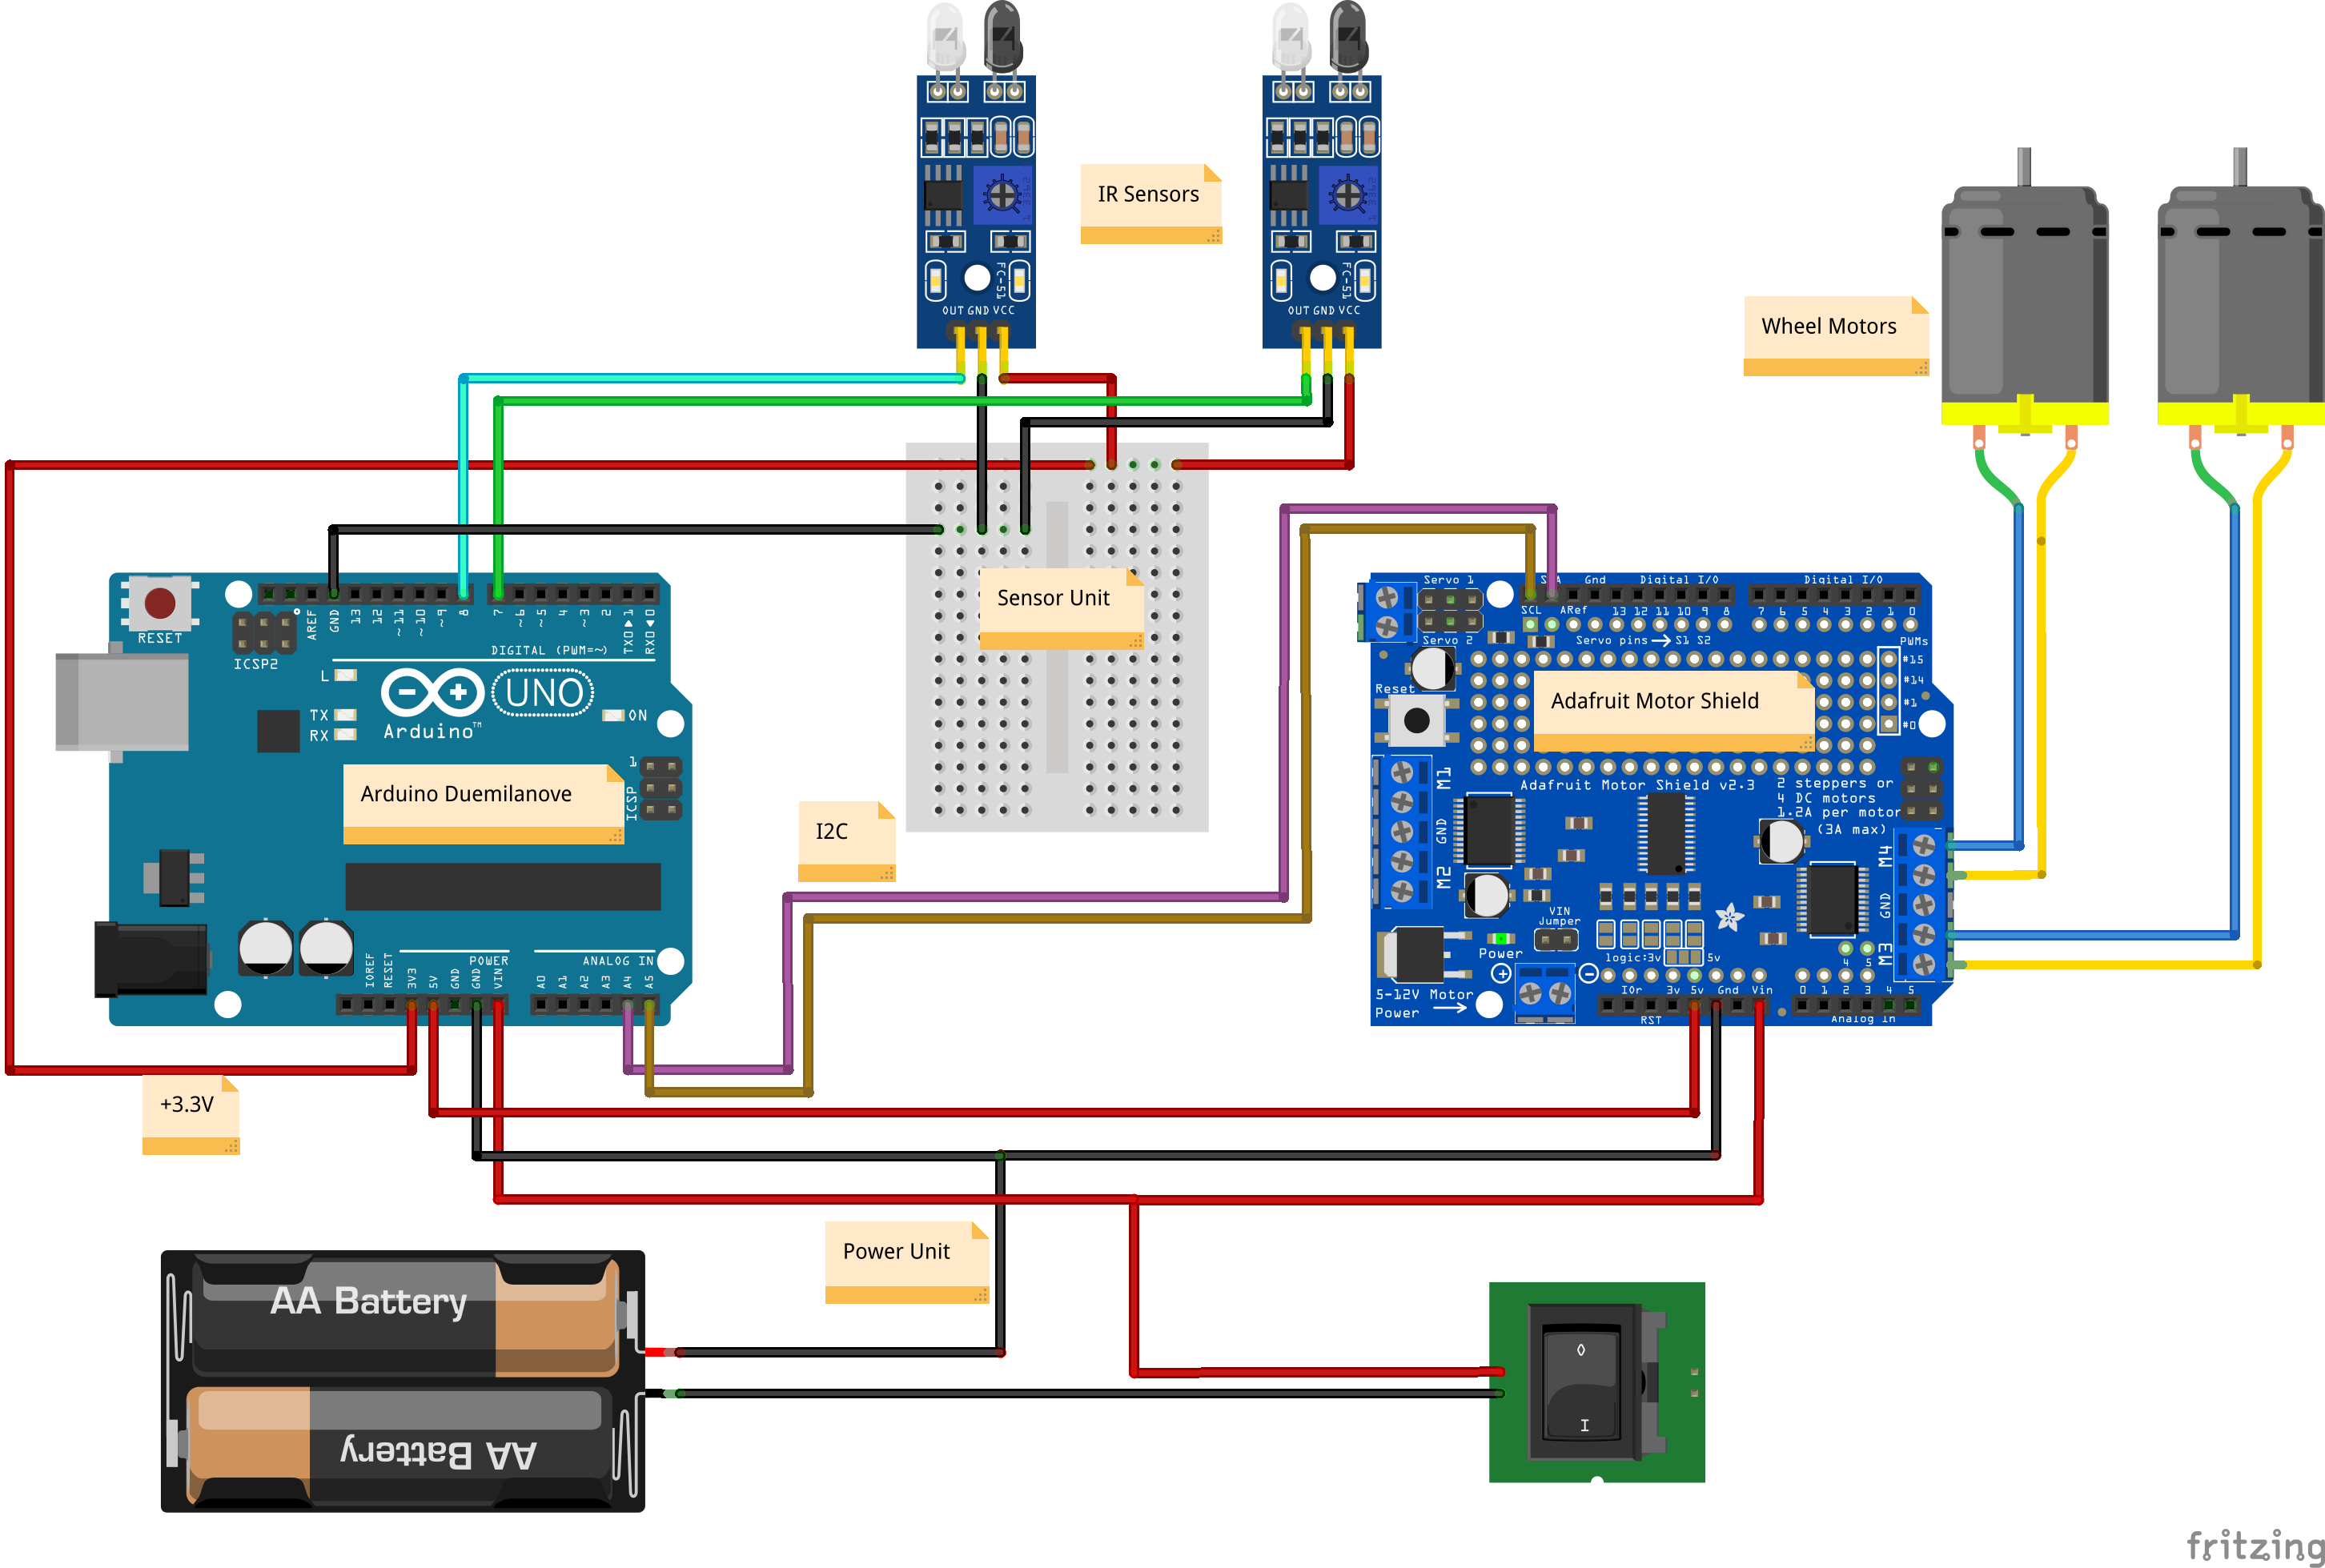 IR Sensors
OUT GND VCC
FC-51
OUT GND VCC
FC-51
Wheel Motors
Sensor Unit
RESET
ICSP2
AREF
GND
13
12
~11
~10
~9
8
7
~6
~5
4
~3
2
TX0 1
RX0 0
DIGITAL (PWM=~)
L
TX
RX
UNO
Arduino™
ON
1
ICSP
Arduino Duemilanove
POWER
ANALOG IN
IOREF
RESET
3V3
5V
GND
GND
VIN
A0
A1
A2
A3
A4
A5
I2C
+3.3V
Servo 1
Servo 2
SCL
Gnd
Digital I/O
Digital I/O
ARef 13 12 11 10 9 8
7 6 5 4 3 2 1 0
Servo pins S1 S2
PWMs
#15
#14
#1
#0
Reset
Adafruit Motor Shield
Adafruit Motor Shield v2.3
2 steppers or
4 DC motors
1.2A per motor
(3A max)
M1
GND
M2
M4
GND
M3
VIN
Jumper
Power
logic:3v 5v
5-12V Motor
Power
4 5
IOr 3v 5v Gnd Vin
0 1 2 3 4 5
RST
Analog In
Power Unit
AA Battery
AA Battery
0
I
fritzing